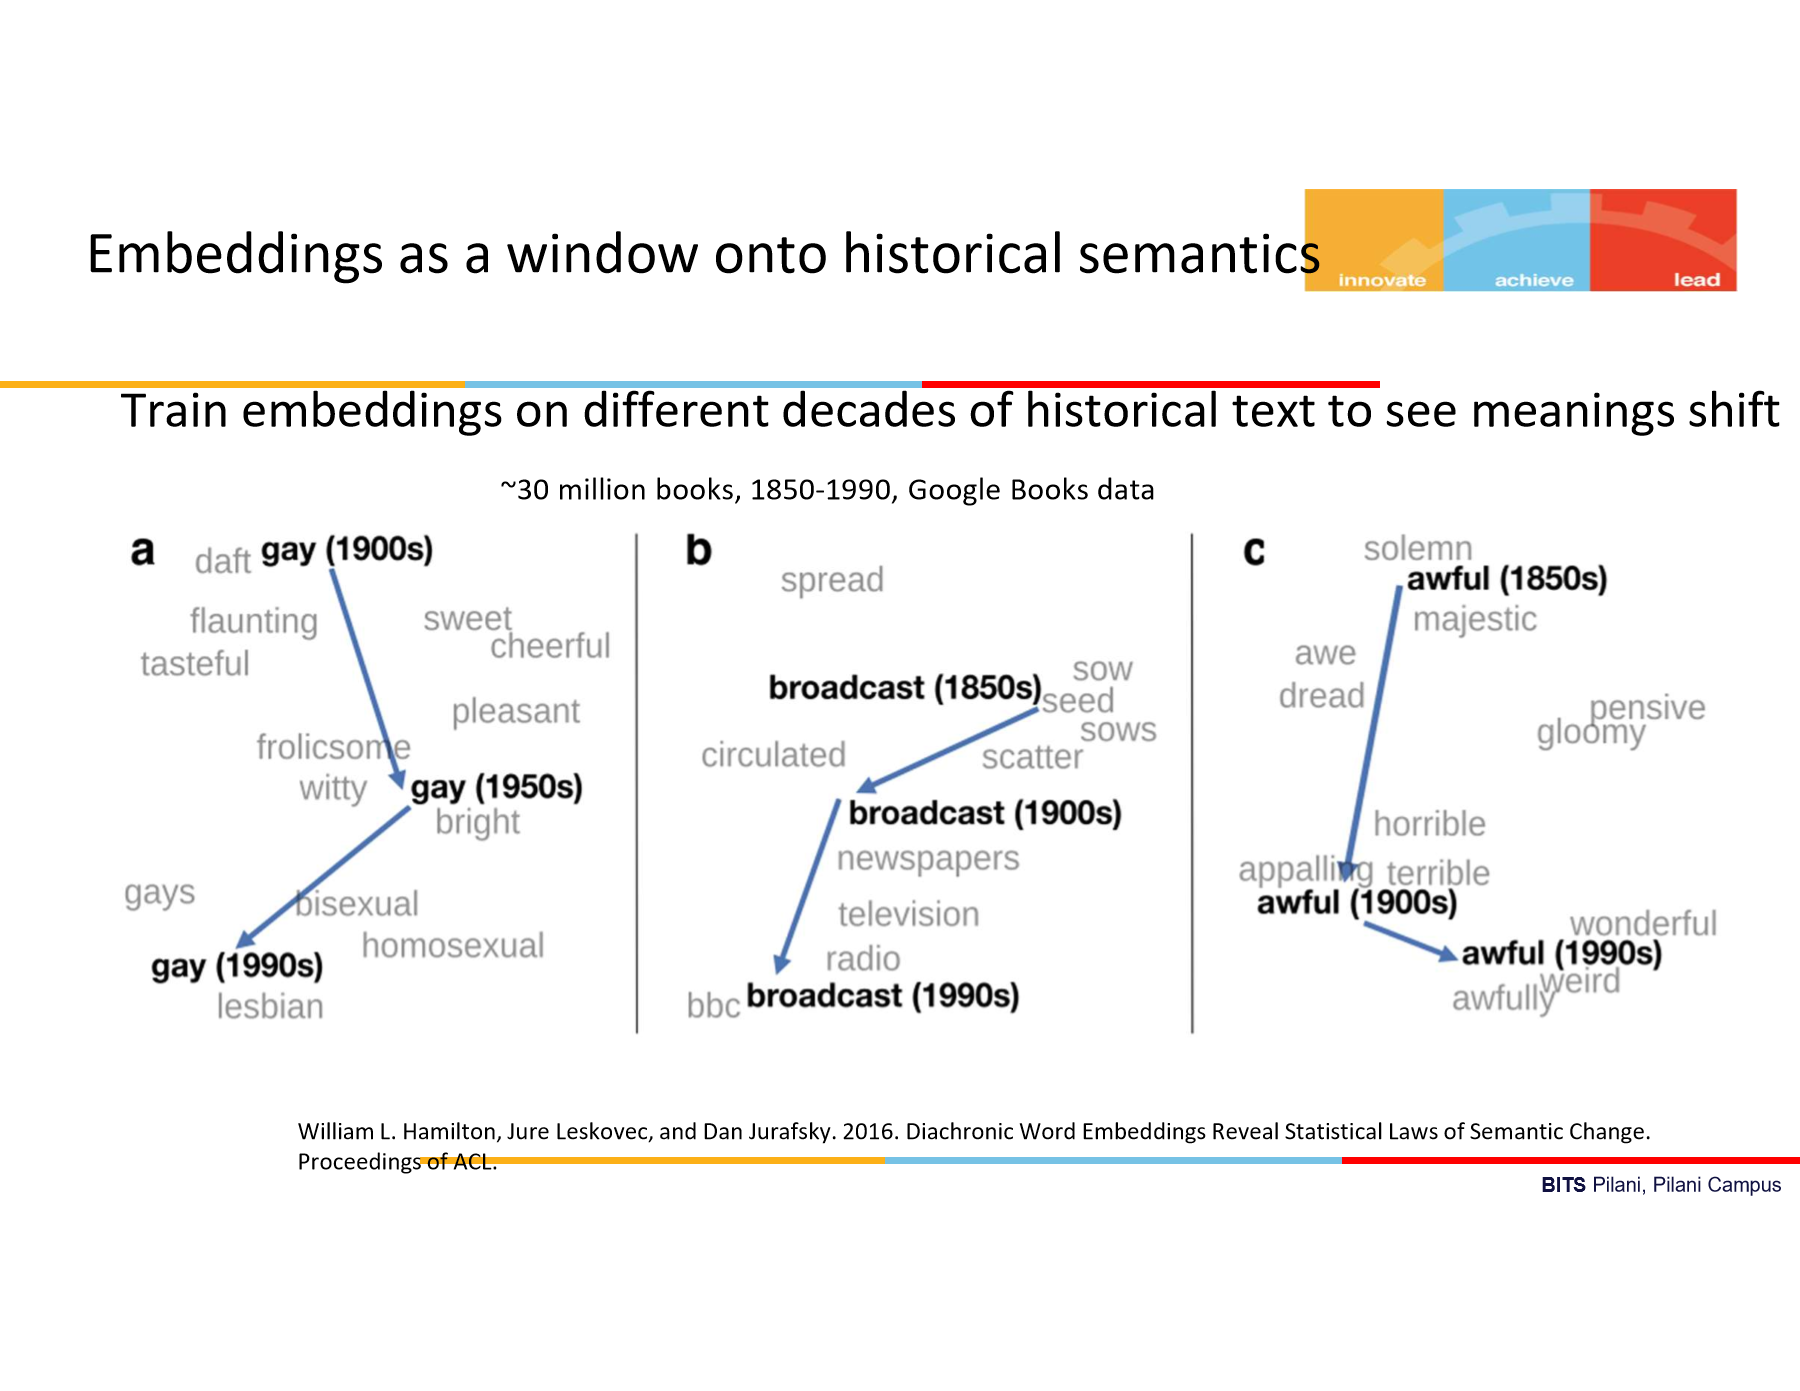 Embeddings as a window onto historical semantics
innovate achieve lead
Train embeddings on different decades of historical text to see meanings shift
~30 million books, 1850-1990, Google Books data
a
daft gay (1900s)
flaunting
sweet
cheerful
tasteful
pleasant
frolicsome
witty
gay (1950s)
bright
gays
bisexual
homosexual
gay (1990s)
lesbian
b
spread
sow
broadcast (1850s)
seed
sows
circulated
scatter
broadcast (1900s)
newspapers
television
radio
bbc broadcast (1990s)
c
solemn
awful (1850s)
majestic
awe
dread
pensive
gloomy
horrible
appalling terrible
awful (1900s)
wonderful
awful (1990s)
weird
awfully
William L. Hamilton, Jure Leskovec, and Dan Jurafsky. 2016. Diachronic Word Embeddings Reveal Statistical Laws of Semantic Change.
Proceedings of ACL.
BITS Pilani, Pilani Campus